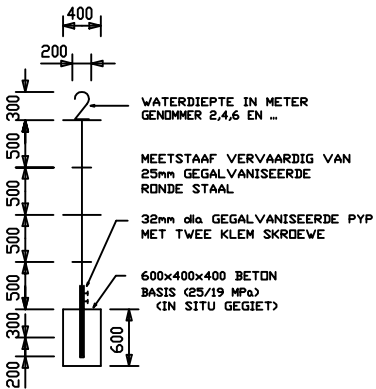 400
200
300
500
500
500
500
300
200
600
2
WATERDIEPTE IN METER
GENOMMER 2,4,6 EN ...
MEETSTAAF VERVAARDIG VAN
25mm GEGALVANISEERDE
RONDE STAAL
32mm dia GEGALVANISEERDE PYP
MET TWEE KLEM SKROEWE
600x400x400 BETON
BASIS (25/19 MPa)
(IN SITU GEGIET)